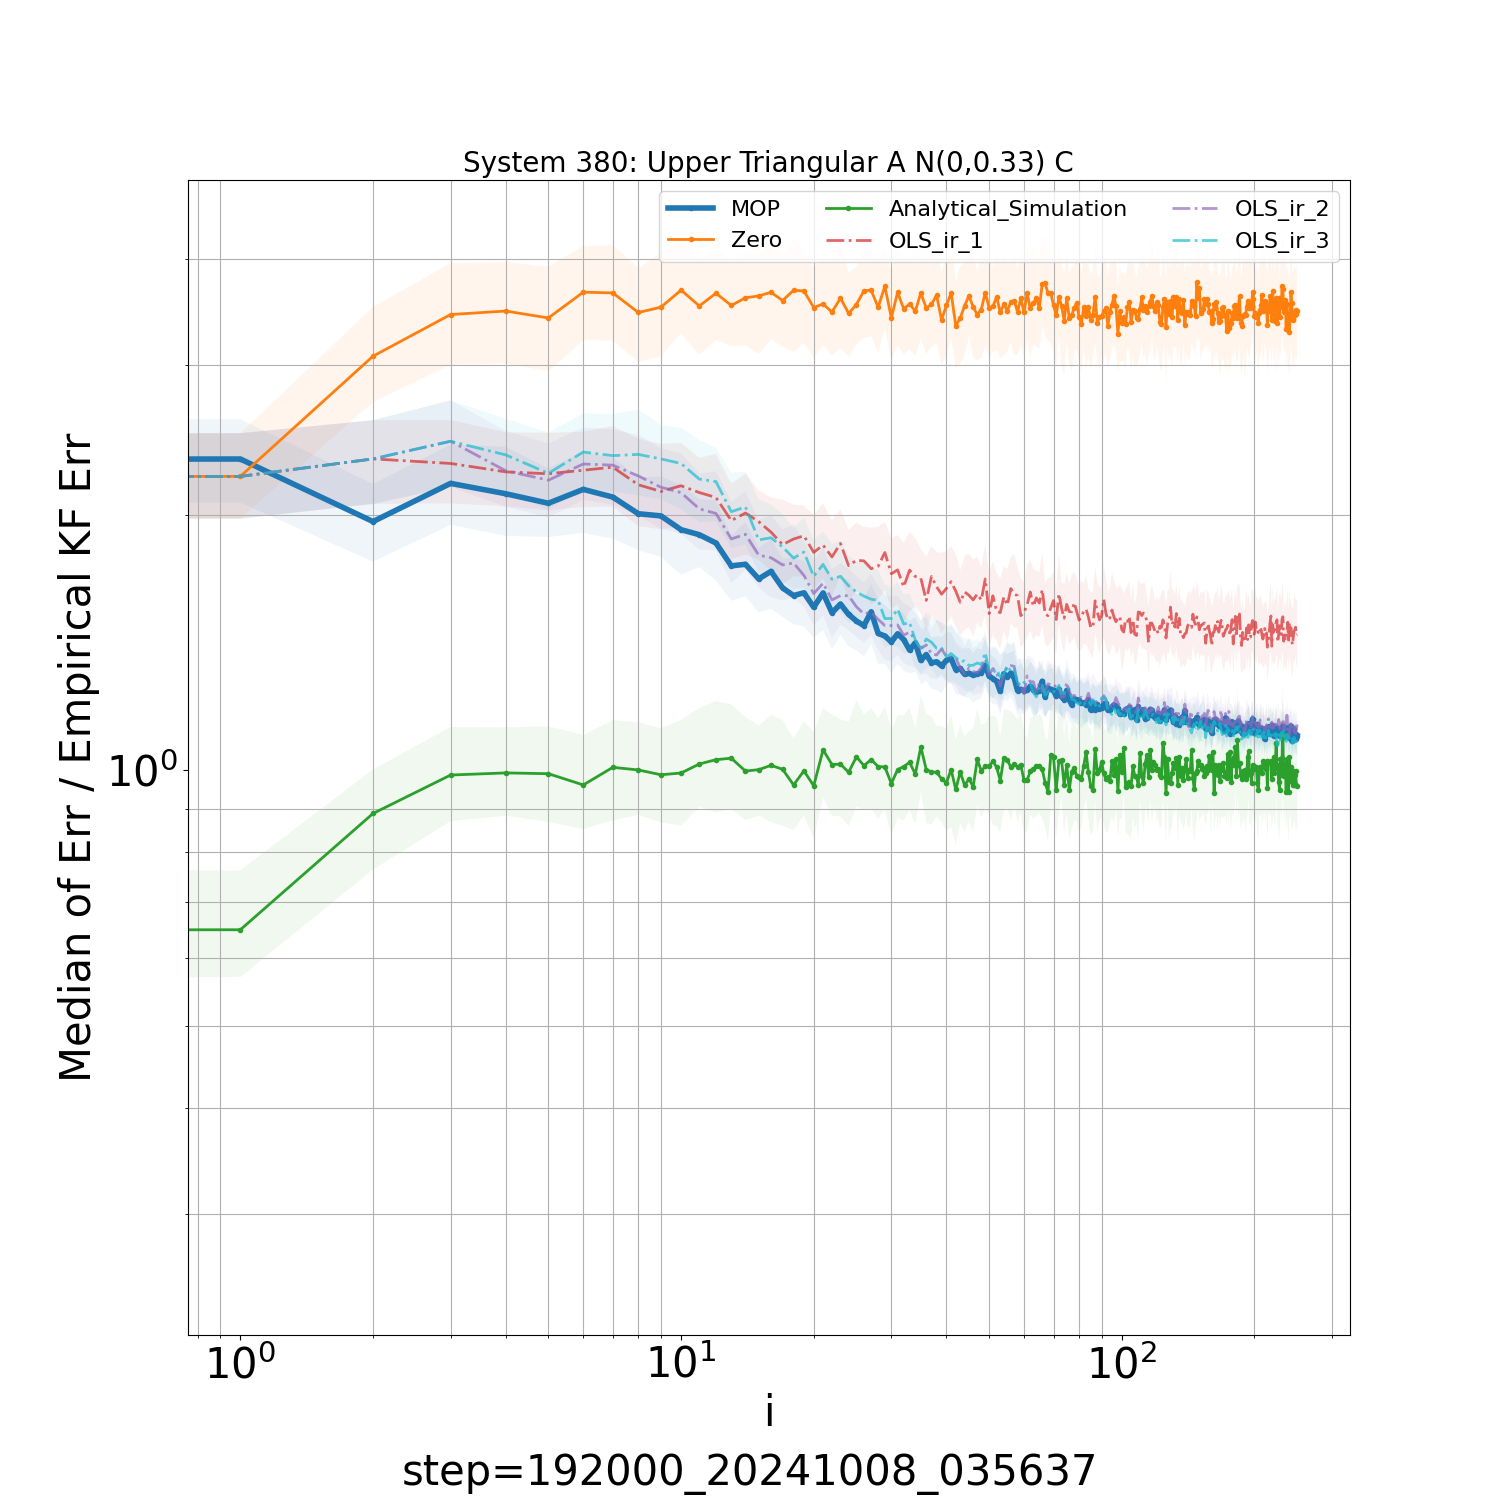 System 380: Upper Triangular A N(0,0.33) C
MOP
Zero
Analytical_Simulation
OLS_ir_1
OLS_ir_2
OLS_ir_3
Median of Err / Empirical KF Err
10⁰
10⁰ 10¹ 10²
i
step=192000_20241008_035637